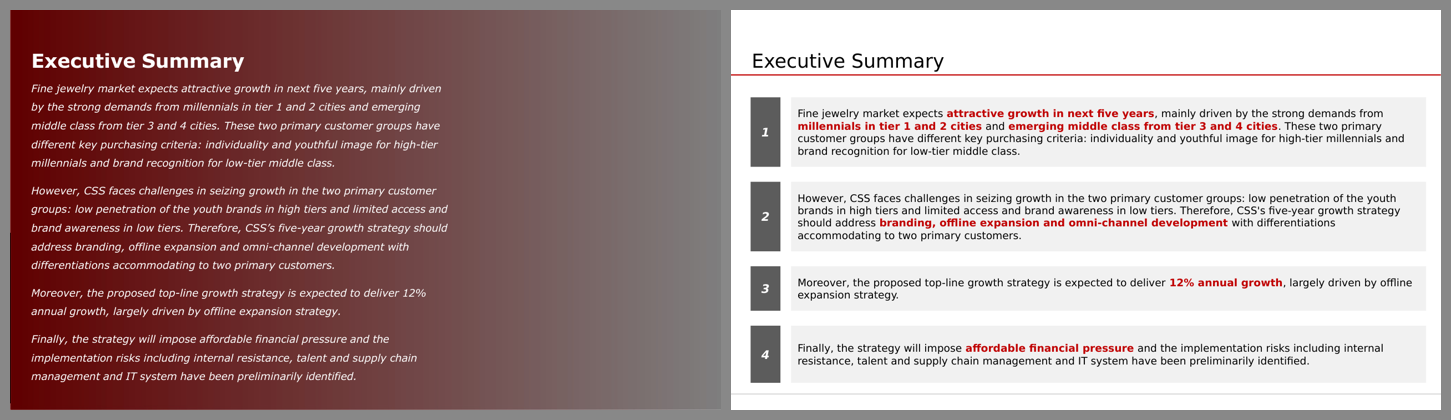 Executive Summary
Fine jewelry market expects attractive growth in next five years, mainly driven
by the strong demands from millennials in tier 1 and 2 cities and emerging
middle class from tier 3 and 4 cities. These two primary customer groups have
different key purchasing criteria: individuality and youthful image for high-tier
millennials and brand recognition for low-tier middle class.
However, CSS faces challenges in seizing growth in the two primary customer
groups: low penetration of the youth brands in high tiers and limited access and
brand awareness in low tiers. Therefore, CSS’s five-year growth strategy should
address branding, offline expansion and omni-channel development with
differentiations accommodating to two primary customers.
Moreover, the proposed top-line growth strategy is expected to deliver 12%
annual growth, largely driven by offline expansion strategy.
Finally, the strategy will impose affordable financial pressure and the
implementation risks including internal resistance, talent and supply chain
management and IT system have been preliminarily identified.
Executive Summary
1
Fine jewelry market expects attractive growth in next five years, mainly driven by the strong demands from
millennials in tier 1 and 2 cities and emerging middle class from tier 3 and 4 cities. These two primary
customer groups have different key purchasing criteria: individuality and youthful image for high-tier millennials and
brand recognition for low-tier middle class.
2
However, CSS faces challenges in seizing growth in the two primary customer groups: low penetration of the youth
brands in high tiers and limited access and brand awareness in low tiers. Therefore, CSS's five-year growth strategy
should address branding, offline expansion and omni-channel development with differentiations
accommodating to two primary customers.
3
Moreover, the proposed top-line growth strategy is expected to deliver 12% annual growth, largely driven by offline
expansion strategy.
4
Finally, the strategy will impose affordable financial pressure and the implementation risks including internal
resistance, talent and supply chain management and IT system have been preliminarily identified.